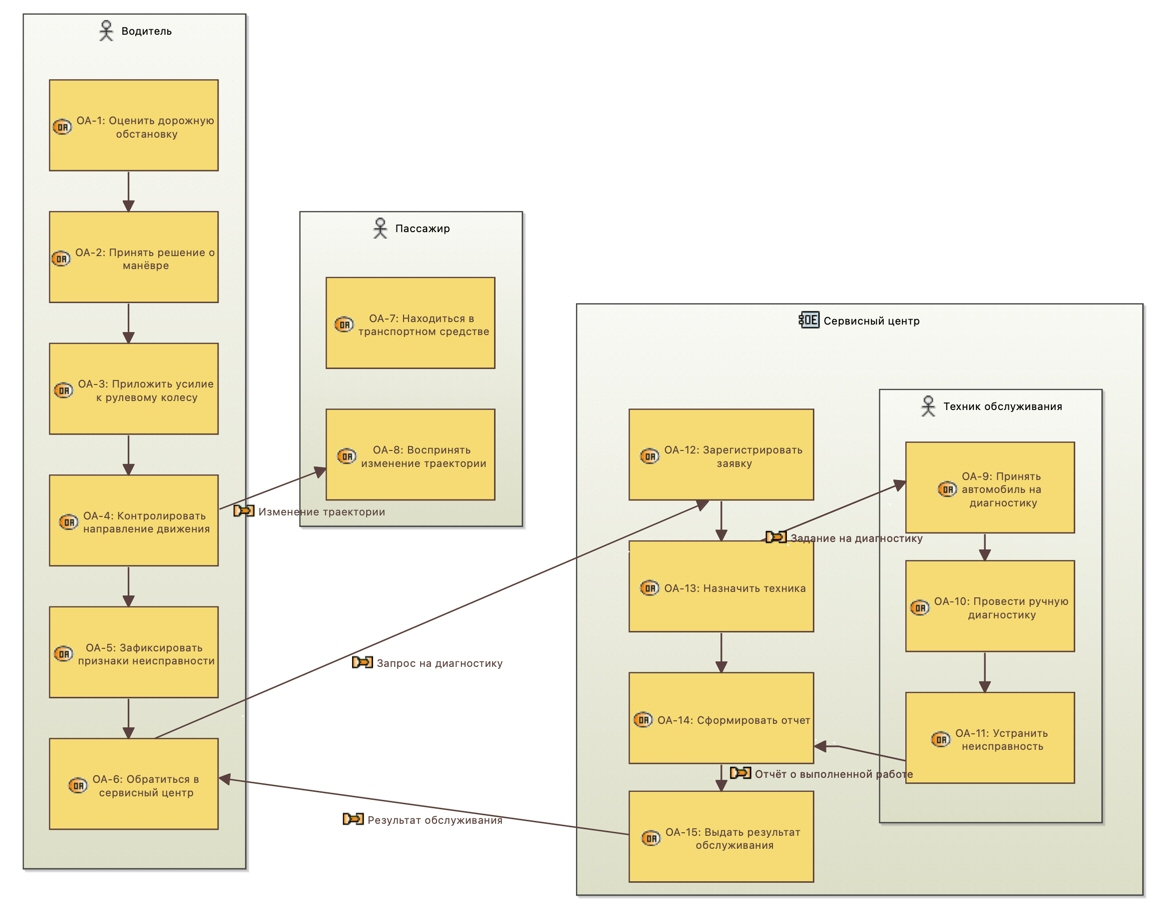 Водитель
OA-1: Оценить дорожную
обстановку
OA-2: Принять решение о
манёвре
OA-3: Приложить усилие
к рулевому колесу
OA-4: Контролировать
направление движения
OA-5: Зафиксировать
признаки неисправности
OA-6: Обратиться в
сервисный центр
Пассажир
OA-7: Находиться в
транспортном средстве
OA-8: Воспринять
изменение траектории
Изменение траектории
Запрос на диагностику
Результат обслуживания
Сервисный центр
OA-12: Зарегистрировать
заявку
OA-13: Назначить техника
OA-14: Сформировать отчет
OA-15: Выдать результат
обслуживания
Задание на диагностику
Отчёт о выполненной работе
Техник обслуживания
OA-9: Принять
автомобиль на
диагностику
OA-10: Провести ручную
диагностику
OA-11: Устранить
неисправность